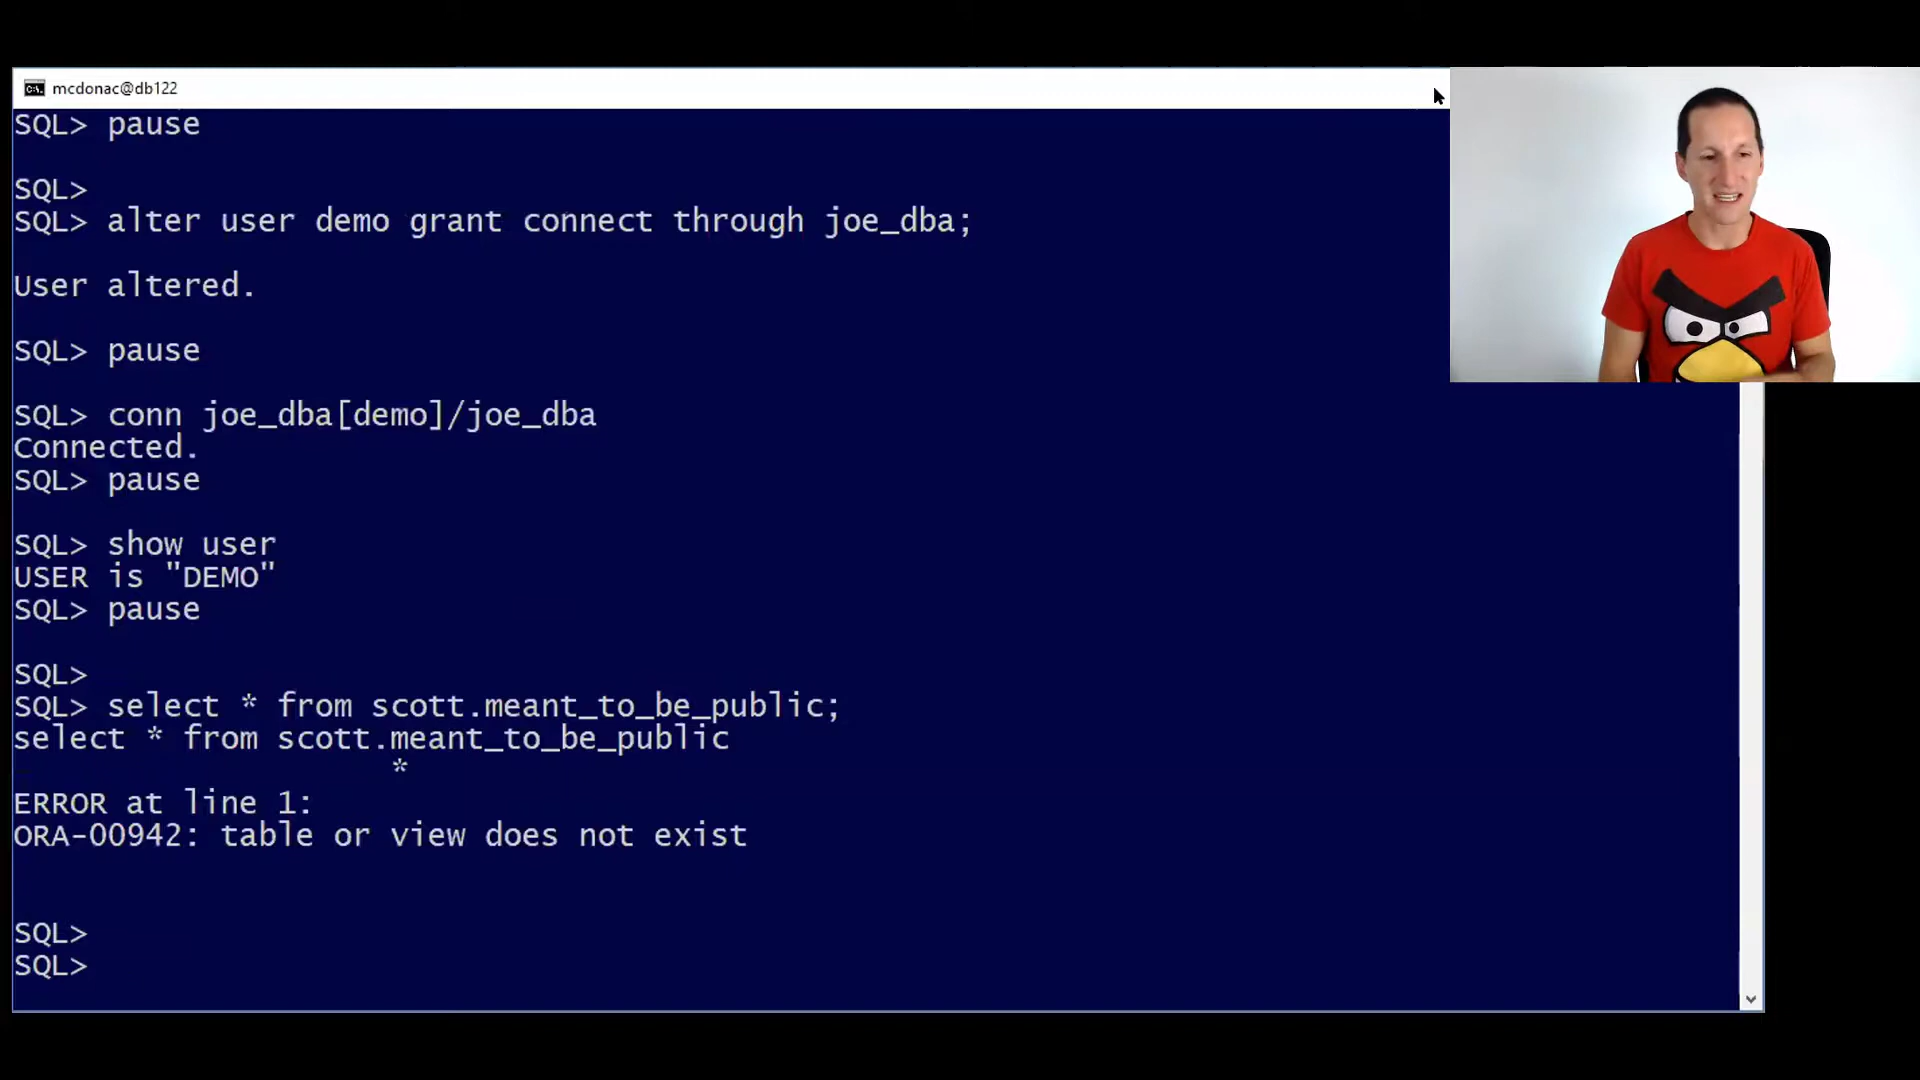 mcdonac@db122
SQL> pause
SQL>
SQL> alter user demo grant connect through joe_dba;
User altered.
SQL> pause
SQL> conn joe_dba[demo]/joe_dba
Connected.
SQL> pause
SQL> show user
USER is "DEMO"
SQL> pause
SQL>
SQL> select * from scott.meant_to_be_public;
select * from scott.meant_to_be_public
*
ERROR at line 1:
ORA-00942: table or view does not exist
SQL>
SQL>